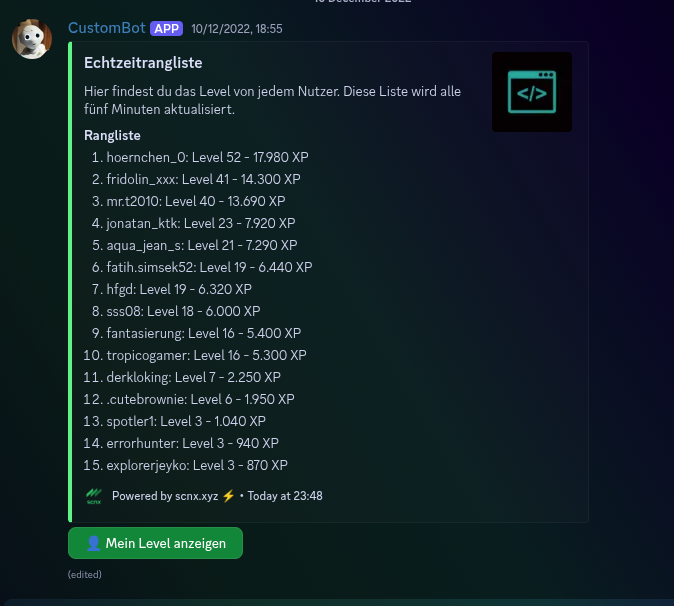 CustomBot APP 10/12/2022, 18:55
Echtzeitrangliste
Hier findest du das Level von jedem Nutzer. Diese Liste wird alle
fünf Minuten aktualisiert.
Rangliste
1. hoernchen_0: Level 52 - 17.980 XP
2. fridolin_xxx: Level 41 - 14.300 XP
3. mr.t2010: Level 40 - 13.690 XP
4. jonatan_ktk: Level 23 - 7.920 XP
5. aqua_jean_s: Level 21 - 7.290 XP
6. fatih.simsek52: Level 19 - 6.440 XP
7. hfgd: Level 19 - 6.320 XP
8. sss08: Level 18 - 6.000 XP
9. fantasierung: Level 16 - 5.400 XP
10. tropicogamer: Level 16 - 5.300 XP
11. derkloking: Level 7 - 2.250 XP
12. .cutebrownie: Level 6 - 1.950 XP
13. spotler1: Level 3 - 1.040 XP
14. errorhunter: Level 3 - 940 XP
15. explorerjeyko: Level 3 - 870 XP
scnx Powered by scnx.xyz ⚡ • Today at 23:48
👤 Mein Level anzeigen
(edited)